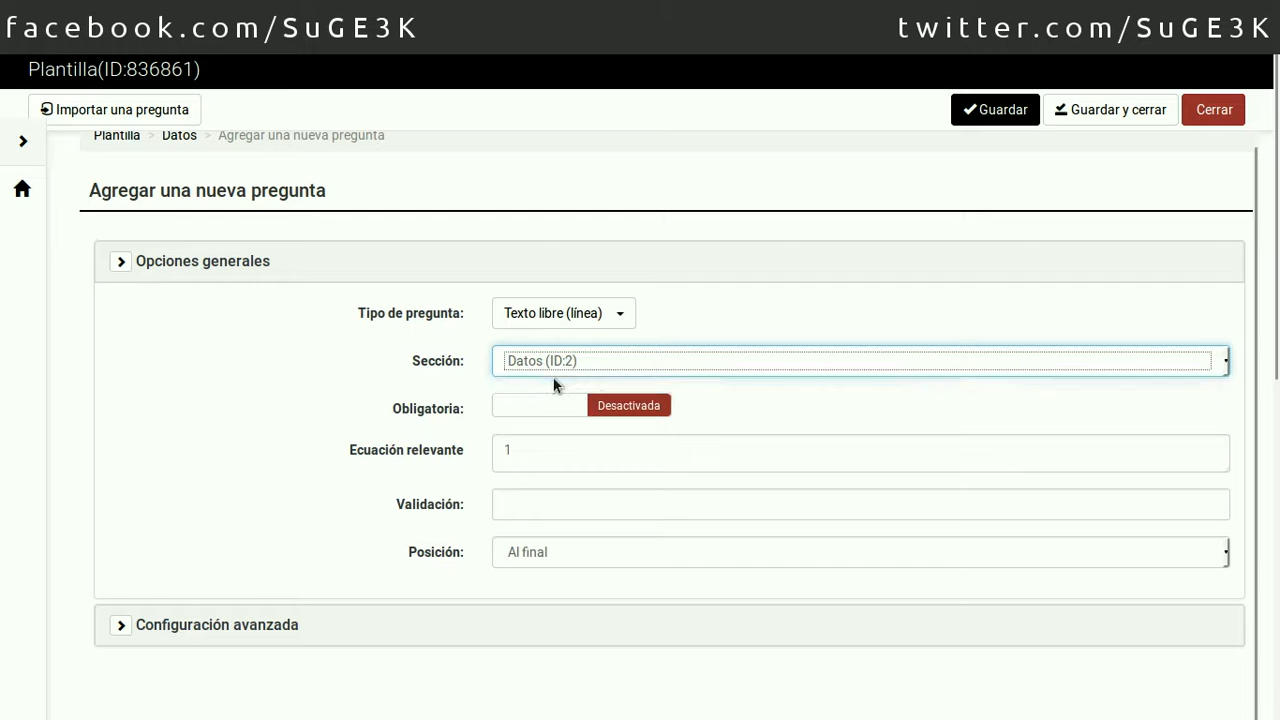 facebook.com/SuGE3K
twitter.com/SuGE3K
Plantilla(ID:836861)
Importar una pregunta
Guardar
Guardar y cerrar
Cerrar
Plantilla > Datos > Agregar una nueva pregunta
Agregar una nueva pregunta
Opciones generales
Tipo de pregunta: Texto libre (línea)
Sección: Datos (ID:2)
Obligatoria: Desactivada
Ecuación relevante 1
Validación:
Posición: Al final
Configuración avanzada